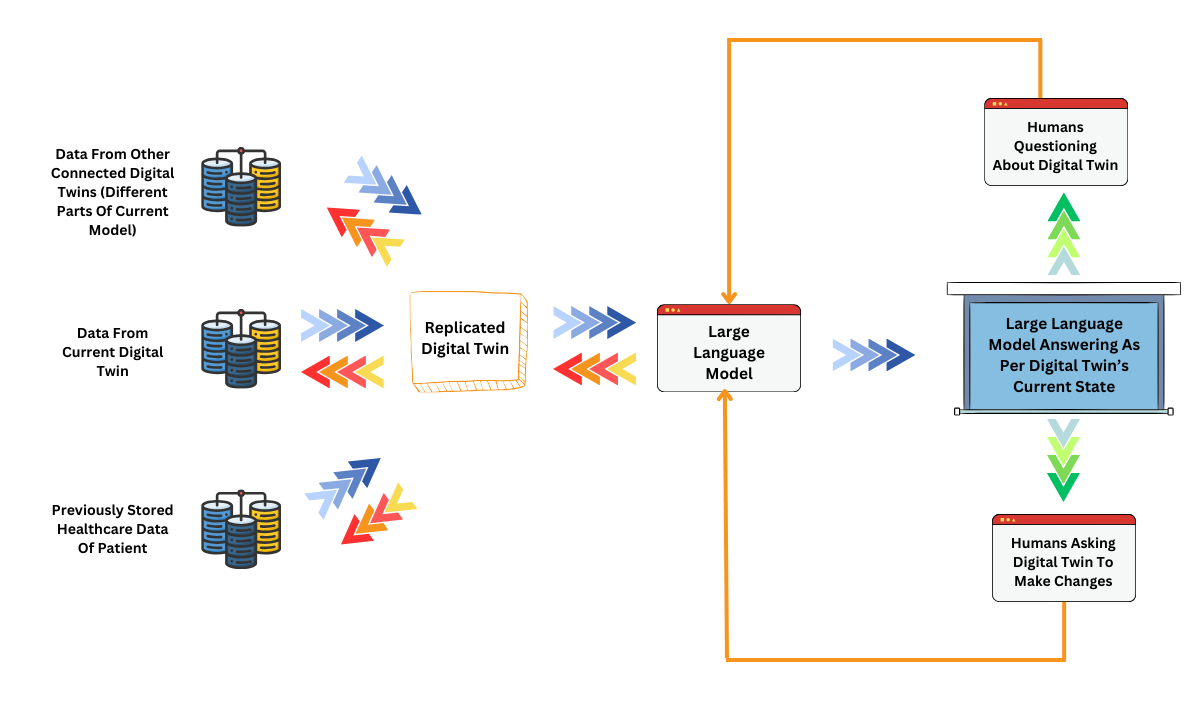 Data From Other
Connected Digital
Twins (Different
Parts Of Current
Model)
Data From
Current Digital
Twin
Previously Stored
Healthcare Data
Of Patient
Replicated
Digital Twin
Large
Language
Model
Humans
Questioning
About Digital Twin
Large Language
Model Answering As
Per Digital Twin's
Current State
Humans Asking
Digital Twin To
Make Changes